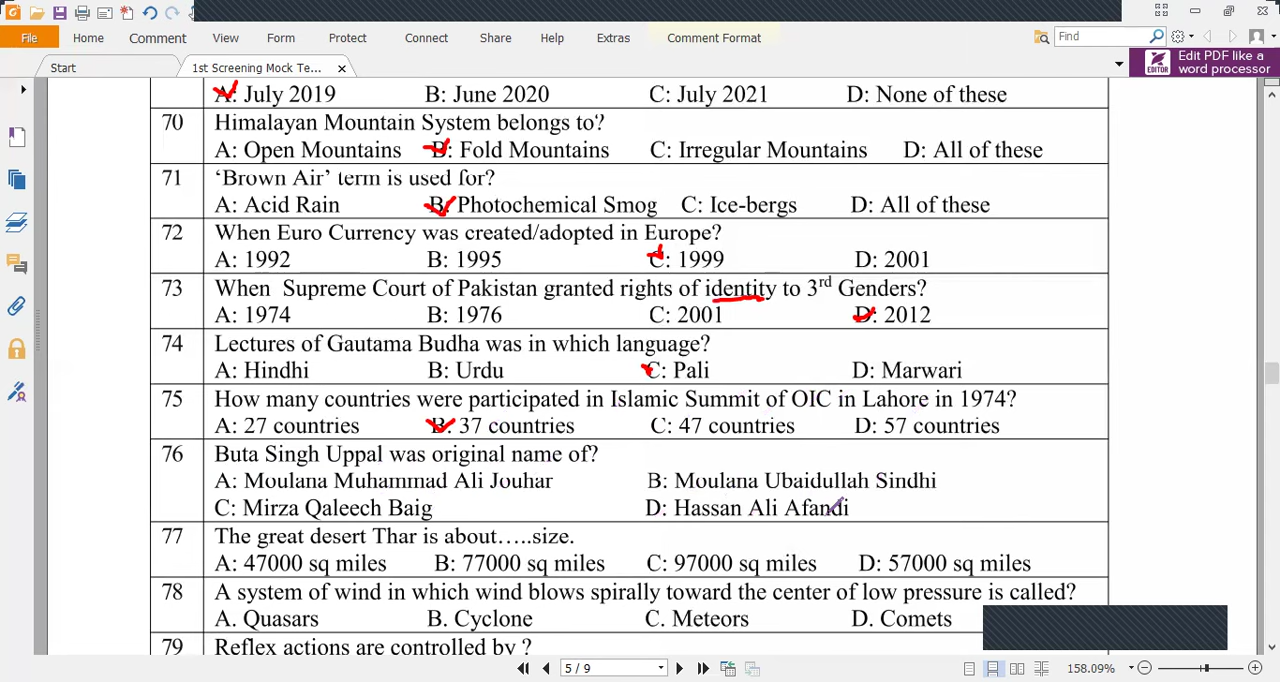 File Home Comment View Form Protect Connect Share Help Extras Comment Format Find
Edit PDF like a
word processor
EDITOR
Start 1st Screening Mock Te...
A: July 2019 B: June 2020 C: July 2021 D: None of these
70 Himalayan Mountain System belongs to?
A: Open Mountains B: Fold Mountains C: Irregular Mountains D: All of these
71 ‘Brown Air’ term is used for?
A: Acid Rain B: Photochemical Smog C: Ice-bergs D: All of these
72 When Euro Currency was created/adopted in Europe?
A: 1992 B: 1995 C: 1999 D: 2001
73 When Supreme Court of Pakistan granted rights of identity to 3rd Genders?
A: 1974 B: 1976 C: 2001 D: 2012
74 Lectures of Gautama Budha was in which language?
A: Hindhi B: Urdu C: Pali D: Marwari
75 How many countries were participated in Islamic Summit of OIC in Lahore in 1974?
A: 27 countries B: 37 countries C: 47 countries D: 57 countries
76 Buta Singh Uppal was original name of?
A: Moulana Muhammad Ali Jouhar B: Moulana Ubaidullah Sindhi
C: Mirza Qaleech Baig D: Hassan Ali Afandi
77 The great desert Thar is about…..size.
A: 47000 sq miles B: 77000 sq miles C: 97000 sq miles D: 57000 sq miles
78 A system of wind in which wind blows spirally toward the center of low pressure is called?
A. Quasars B. Cyclone C. Meteors D. Comets
79 Reflex actions are controlled by ?
5 / 9 158.09%